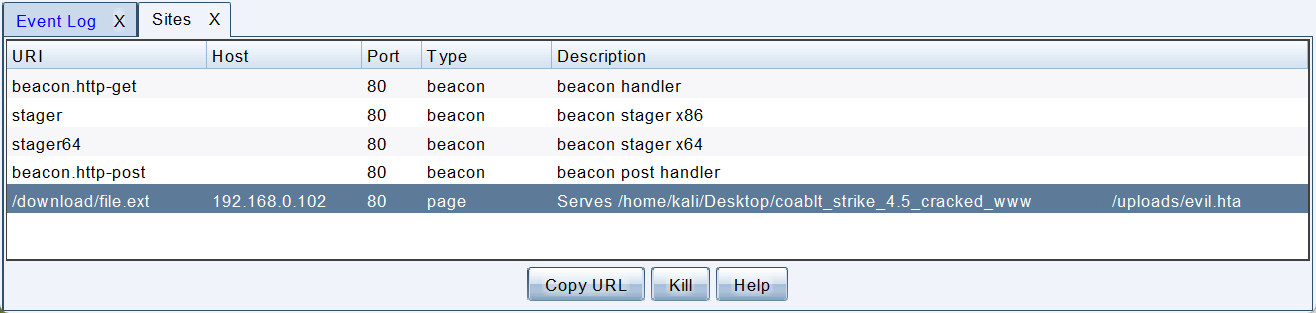 Event Log X Sites X
URI Host Port Type Description
beacon.http-get 80 beacon beacon handler
stager 80 beacon beacon stager x86
stager64 80 beacon beacon stager x64
beacon.http-post 80 beacon beacon post handler
/download/file.ext 192.168.0.102 80 page Serves /home/kali/Desktop/coablt_strike_4.5_cracked_www /uploads/evil.hta
Copy URL Kill Help